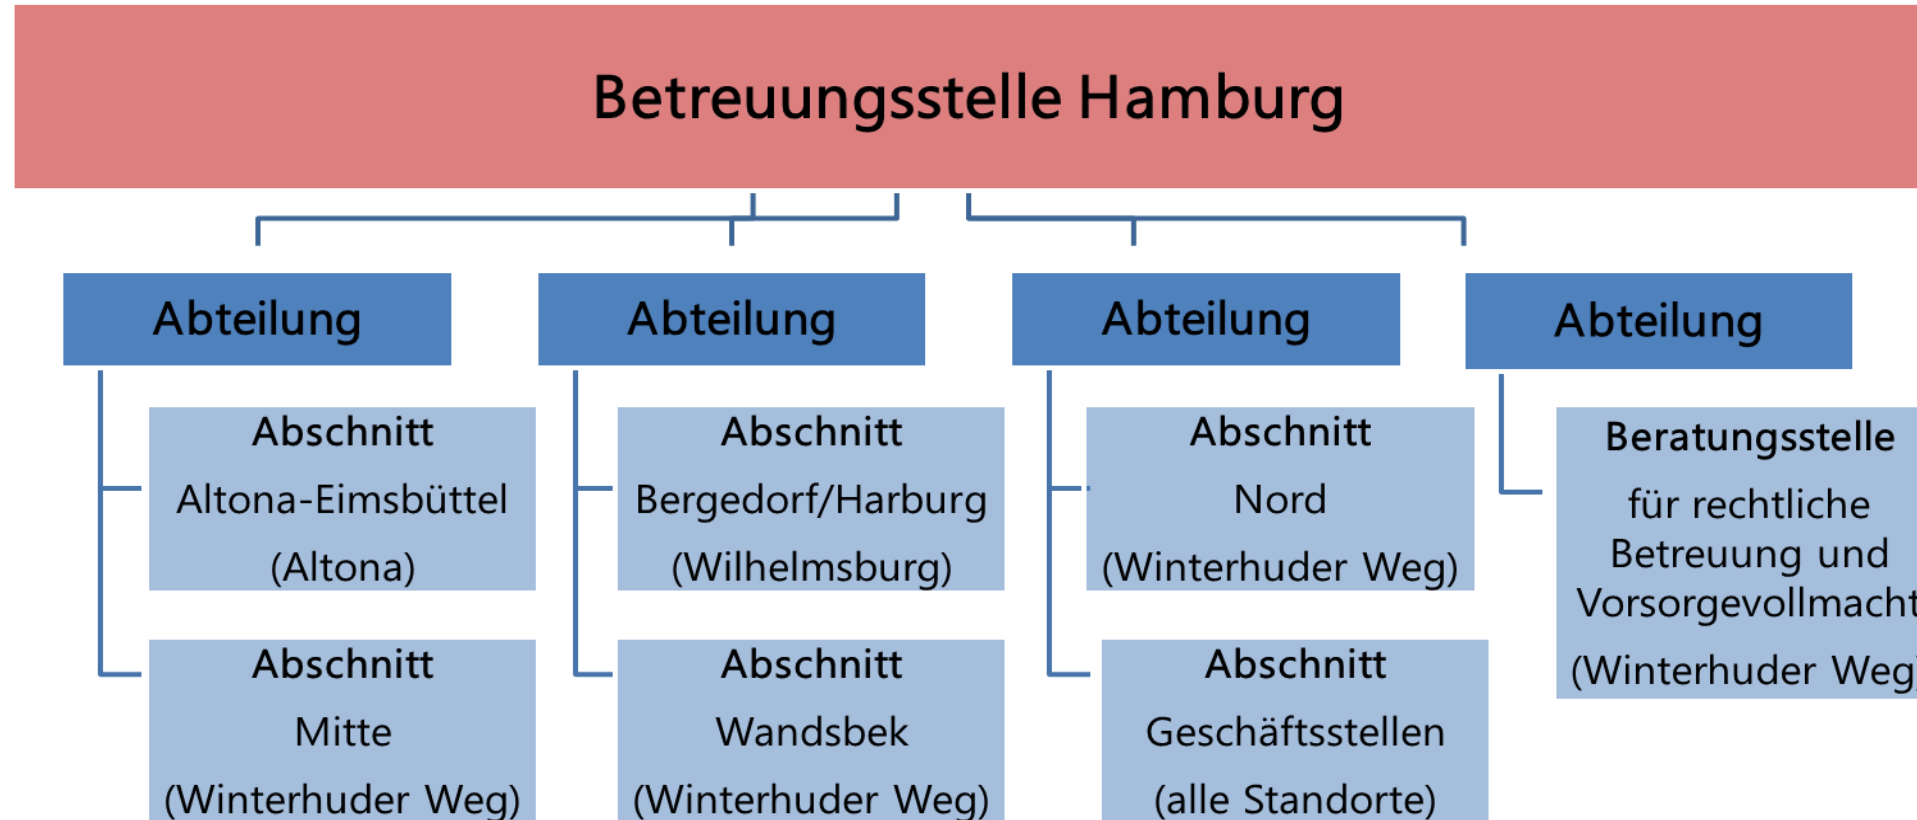 Betreuungsstelle Hamburg
Abteilung
Abschnitt
Altona-Eimsbüttel
(Altona)
Abschnitt
Mitte
(Winterhuder Weg)
Abteilung
Abschnitt
Bergedorf/Harburg
(Wilhelmsburg)
Abschnitt
Wandsbek
(Winterhuder Weg)
Abteilung
Abschnitt
Nord
(Winterhuder Weg)
Abschnitt
Geschäftsstellen
(alle Standorte)
Abteilung
Beratungsstelle
für rechtliche
Betreuung und
Vorsorgevollmacht
(Winterhuder Weg)